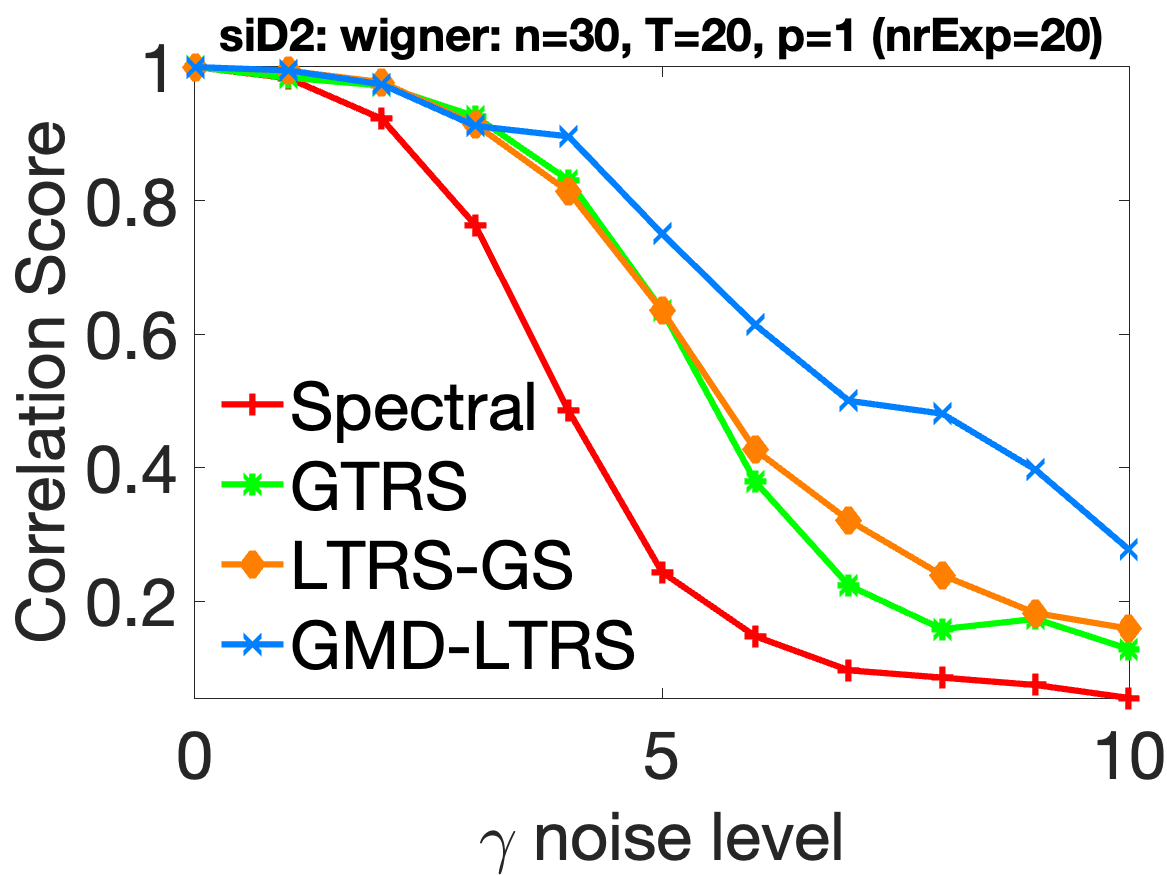 siD2: wigner: n=30, T=20, p=1 (nrExp=20)
Correlation Score
1
0.8
0.6
0.4
0.2
Spectral
GTRS
LTRS-GS
GMD-LTRS
0 5 10
γ noise level